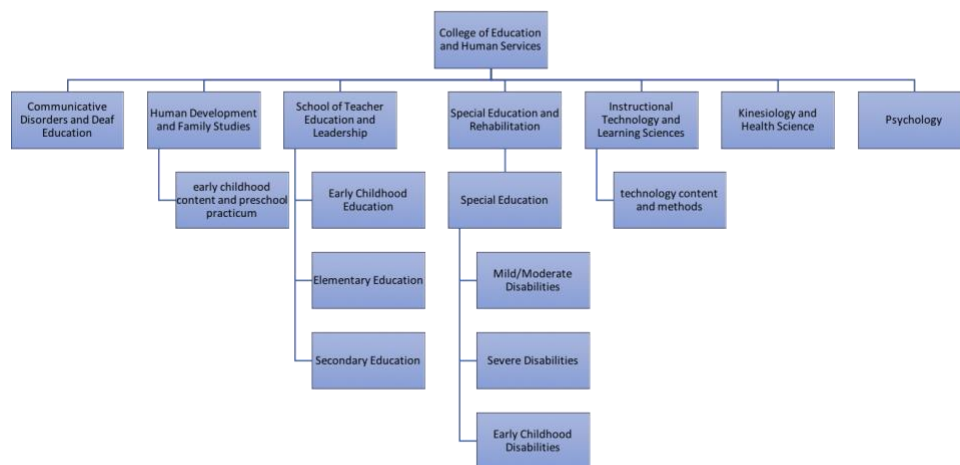 College of Education
and Human Services
Communicative
Disorders and Deaf
Education
Human Development
and Family Studies
School of Teacher
Education and
Leadership
Special Education and
Rehabilitation
Instructional
Technology and
Learning Sciences
Kinesiology and
Health Science
Psychology
early childhood
content and preschool
practicum
Early Childhood
Education
Special Education
technology content
and methods
Elementary Education
Mild/Moderate
Disabilities
Secondary Education
Severe Disabilities
Early Childhood
Disabilities